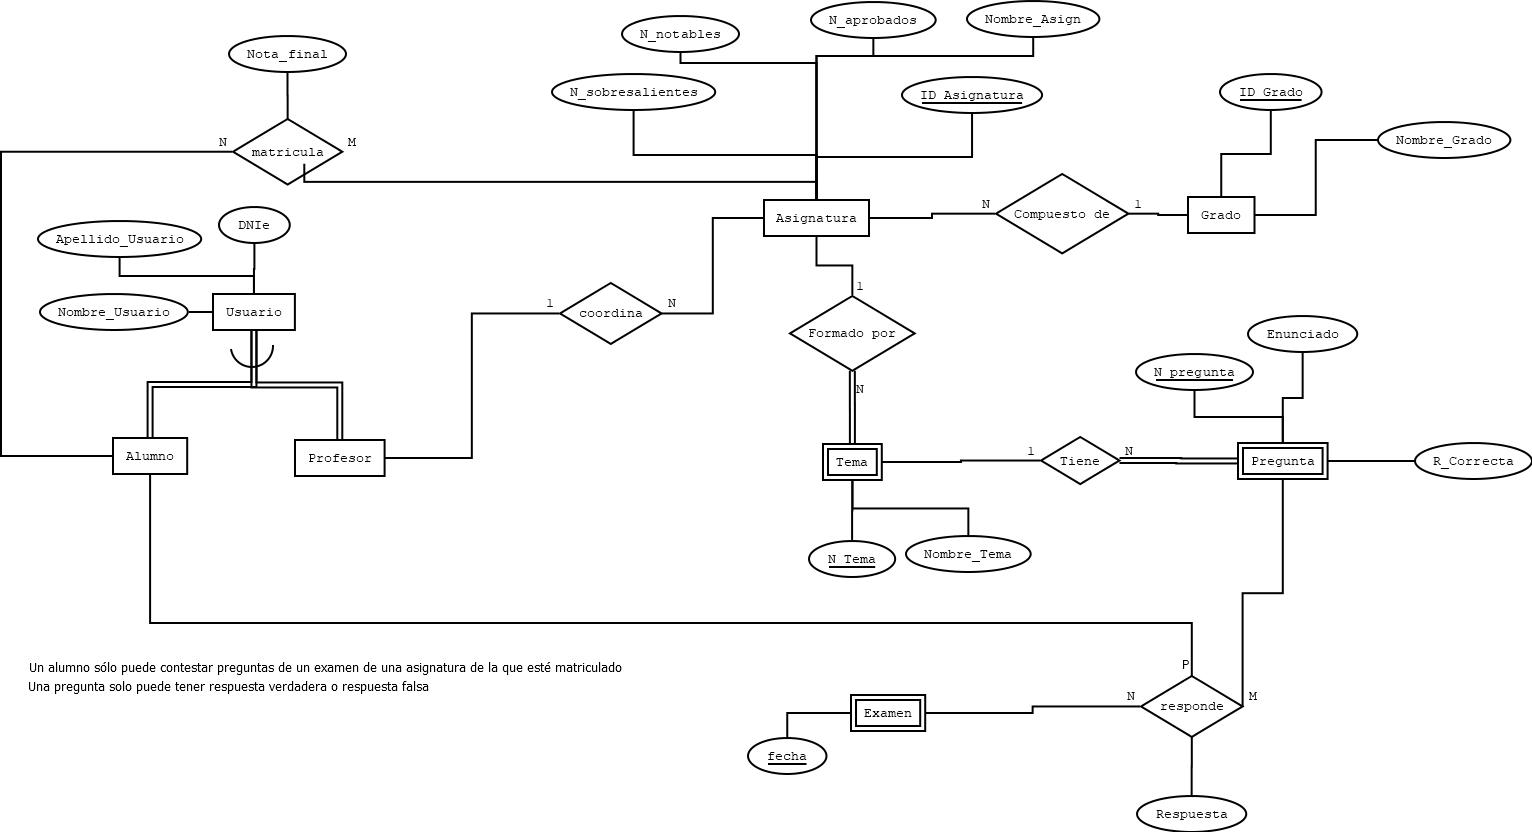 N_aprobados
Nombre_Asign
N_notables
Nota_final
N_sobresalientes
ID Asignatura
ID Grado
Nombre_Grado
N
M
matricula
Asignatura
N
Compuesto de
1
Grado
Apellido_Usuario
DNIe
Nombre_Usuario
Usuario
1
coordina
N
1
Formado por
N
Enunciado
N pregunta
Alumno
Profesor
Tema
1
Tiene
N
Pregunta
R_Correcta
N Tema
Nombre_Tema
Un alumno sólo puede contestar preguntas de un examen de una asignatura de la que esté matriculado
Una pregunta solo puede tener respuesta verdadera o respuesta falsa
P
N
responde
M
Examen
fecha
Respuesta